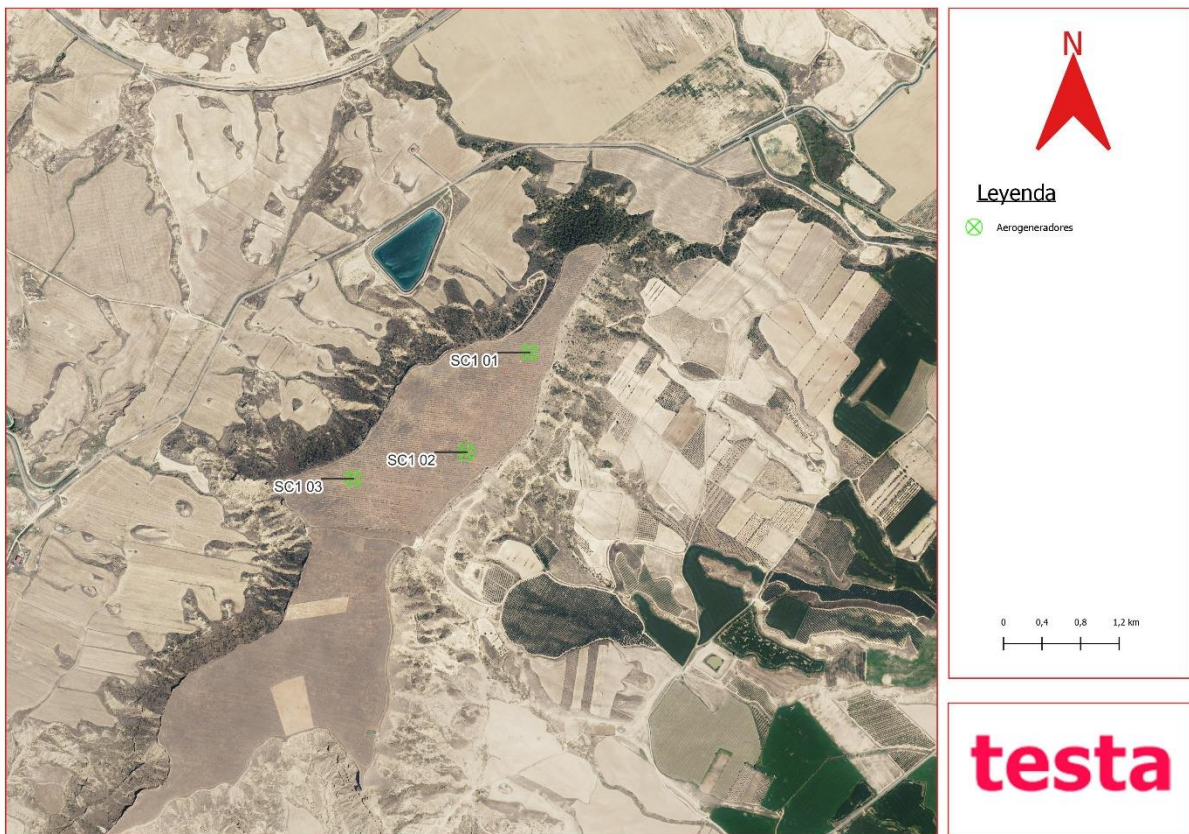 SC1 01
SC1 02
SC1 03
N
Leyenda
Aerogeneradores
0 0,4 0,8 1,2 km
testa